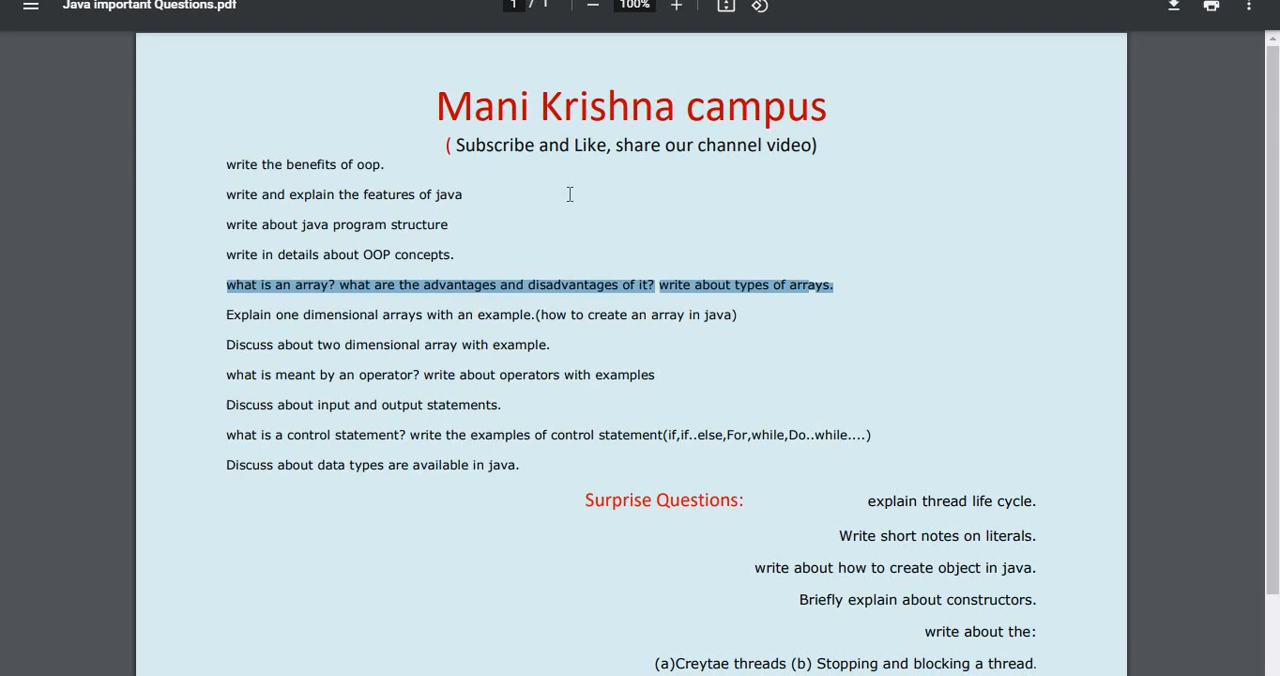 Java important Questions.pdf
1 / 1
100%
Mani Krishna campus
( Subscribe and Like, share our channel video)
write the benefits of oop.
write and explain the features of java
write about java program structure
write in details about OOP concepts.
what is an array? what are the advantages and disadvantages of it? write about types of arrays.
Explain one dimensional arrays with an example.(how to create an array in java)
Discuss about two dimensional array with example.
what is meant by an operator? write about operators with examples
Discuss about input and output statements.
what is a control statement? write the examples of control statement(if,if..else,For,while,Do..while....)
Discuss about data types are available in java.
Surprise Questions: explain thread life cycle.
Write short notes on literals.
write about how to create object in java.
Briefly explain about constructors.
write about the:
(a)Creytae threads (b) Stopping and blocking a thread.